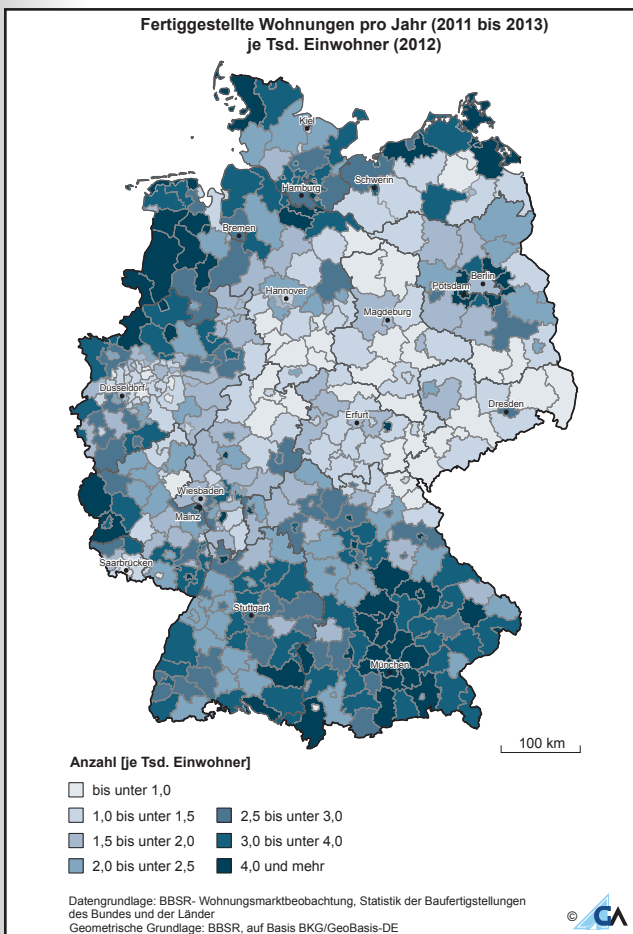 Fertiggestellte Wohnungen pro Jahr (2011 bis 2013)
je Tsd. Einwohner (2012)
Kiel
Schwerin
Hamburg
Bremen
Berlin
Potsdam
Hannover
Magdeburg
Düsseldorf
Dresden
Erfurt
Wiesbaden
Mainz
Saarbrücken
Stuttgart
München
100 km
Anzahl [je Tsd. Einwohner]
bis unter 1,0
1,0 bis unter 1,5
2,5 bis unter 3,0
1,5 bis unter 2,0
3,0 bis unter 4,0
2,0 bis unter 2,5
4,0 und mehr
Datengrundlage: BBSR- Wohnungsmarktbeobachtung, Statistik der Baufertigstellungen
des Bundes und der Länder
Geometrische Grundlage: BBSR, auf Basis BKG/GeoBasis-DE
© GA